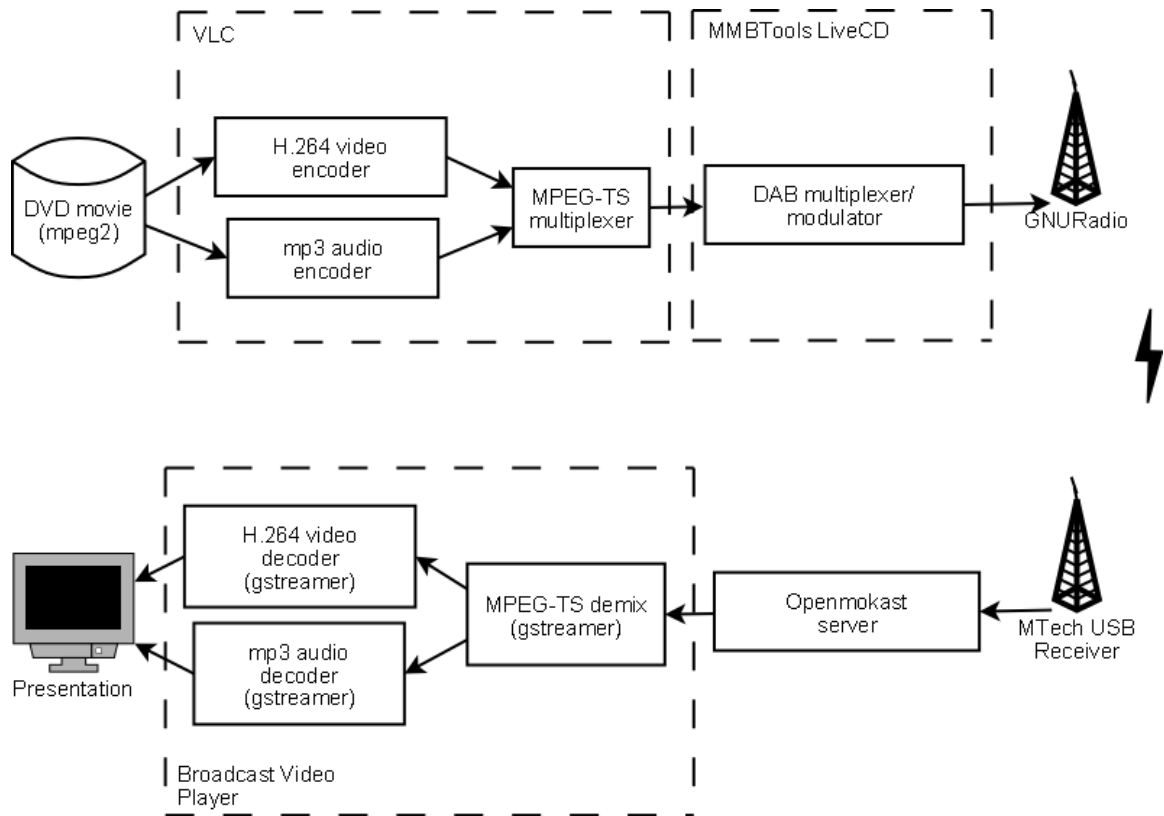 VLC
MMBTools LiveCD
H.264 video
encoder
DVD movie
(mpeg2)
mp3 audio
encoder
MPEG-TS
multiplexer
DAB multiplexer/
modulator
GNURadio
H.264 video
decoder
(gstreamer)
MPEG-TS demix
(gstreamer)
Openmokast
server
MTech USB
Receiver
mp3 audio
decoder
(gstreamer)
Presentation
Broadcast Video
Player